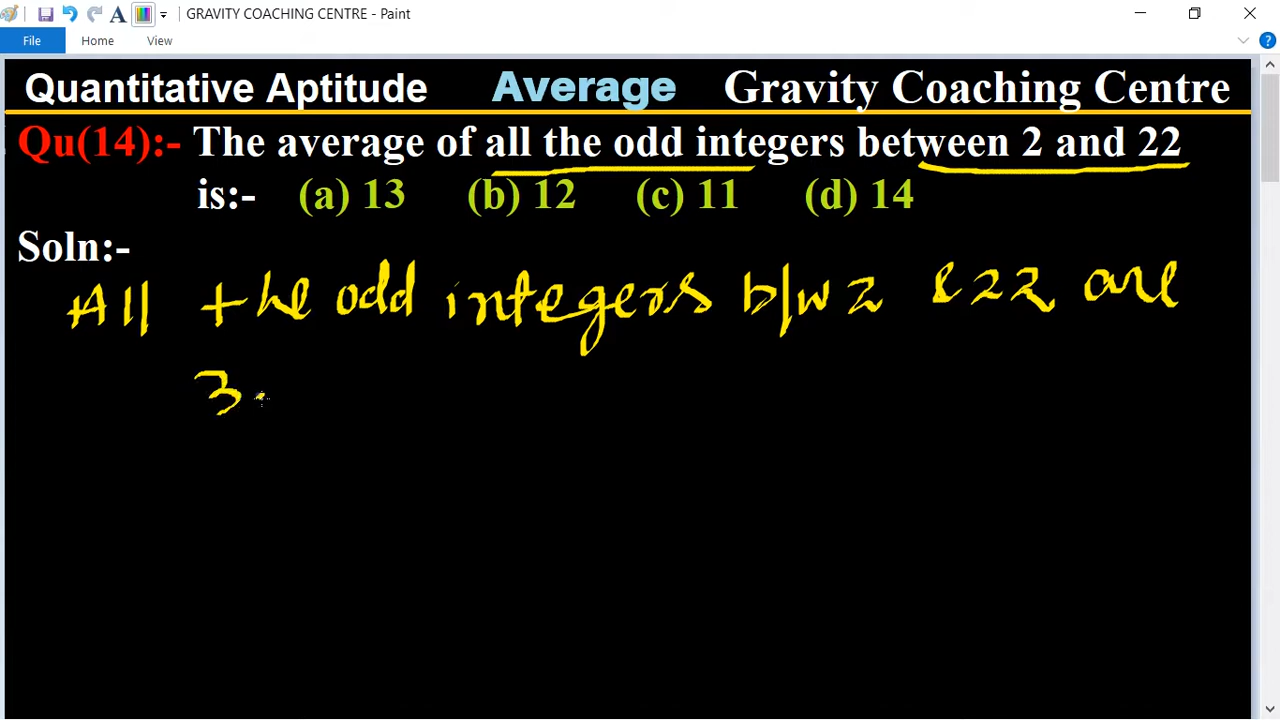 GRAVITY COACHING CENTRE - Paint
File Home View
Quantitative Aptitude Average Gravity Coaching Centre
Qu(14):- The average of all the odd integers between 2 and 22
is:- (a) 13 (b) 12 (c) 11 (d) 14
Soln:-
All the odd integers b/w 2 & 22 are
3